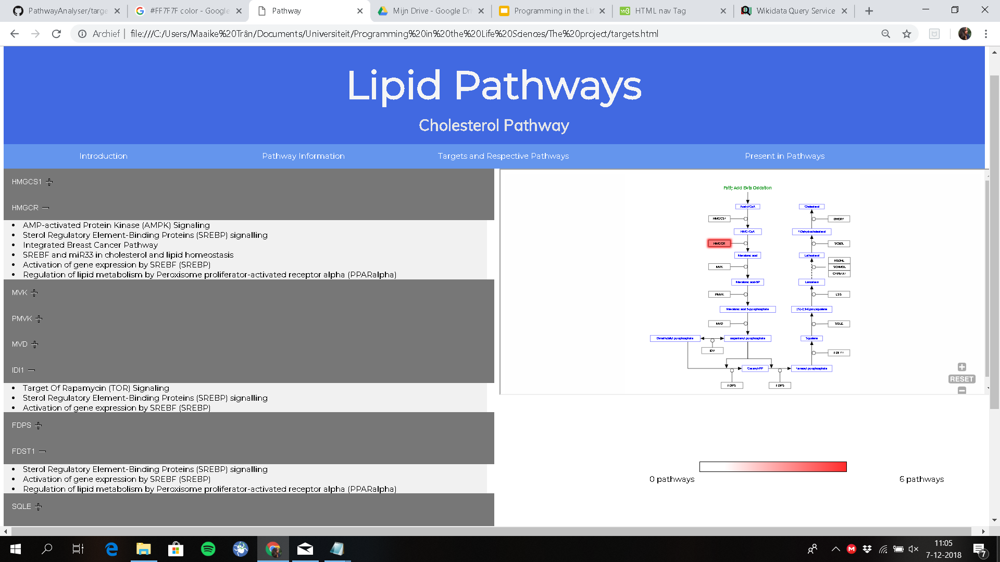 PathwayAnalyser/targe
#FF7F7F color - Google
Pathway
Mijn Drive - Google Dri
Programming in the Li
HTML nav Tag
Wikidata Query Service
Archief | file:///C:/Users/Maaike%20Trân/Documents/Universiteit/Programming%20in%20the%20Life%20Sciences/The%20project/targets.html
Lipid Pathways
Cholesterol Pathway
Introduction
Pathway Information
Targets and Respective Pathways
Present in Pathways
HMGCS1
HMGCR
• AMP-activated Protein Kinase (AMPK) Signaling
• Sterol Regulatory Element-Binding Proteins (SREBP) signalling
• Integrated Breast Cancer Pathway
• SREBF and miR33 in cholesterol and lipid homeostasis
• Activation of gene expression by SREBF (SREBP)
• Regulation of lipid metabolism by Peroxisome proliferator-activated receptor alpha (PPARalpha)
MVK
PMVK
MVD
IDI1
• Target Of Rapamycin (TOR) Signaling
• Sterol Regulatory Element-Binding Proteins (SREBP) signalling
• Activation of gene expression by SREBF (SREBP)
FDPS
FDST1
• Sterol Regulatory Element-Binding Proteins (SREBP) signalling
• Activation of gene expression by SREBF (SREBP)
• Regulation of lipid metabolism by Peroxisome proliferator-activated receptor alpha (PPARalpha)
SQLE
Fatty Acid Beta Oxidation
Acetyl-CoA
Cholesterol
HMGCS1
DHCR7
HMG-CoA
7-Dehydrocholesterol
HMGCR
SC5DL
Mevalonic acid
Lathosterol
NSDHL
MVK
SC4MOL
CYP51A1
Mevalonic acid-5P
Lanosterol
PMVK
LSS
Mevalonic acid 5-pyrophosphate
(S)-2,3-Epoxysqualene
MVD
SQLE
Dimethylallyl pyrophosphate
Isopentenyl pyrophosphate
Squalene
IDI1
FDFT1
Geranyl-PP
Farnesyl pyrophosphate
FDPS
FDPS
RESET
0 pathways
6 pathways
11:05
7-12-2018
7